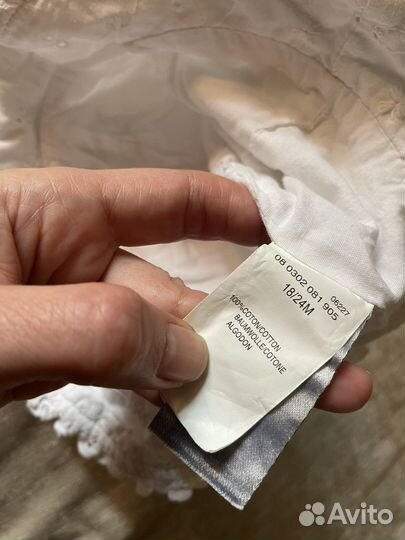 08 0302 081 905
06227
18/24M
100%COTON/COTTON
BAUMWOLLE/COTONE
ALGODON
Avito